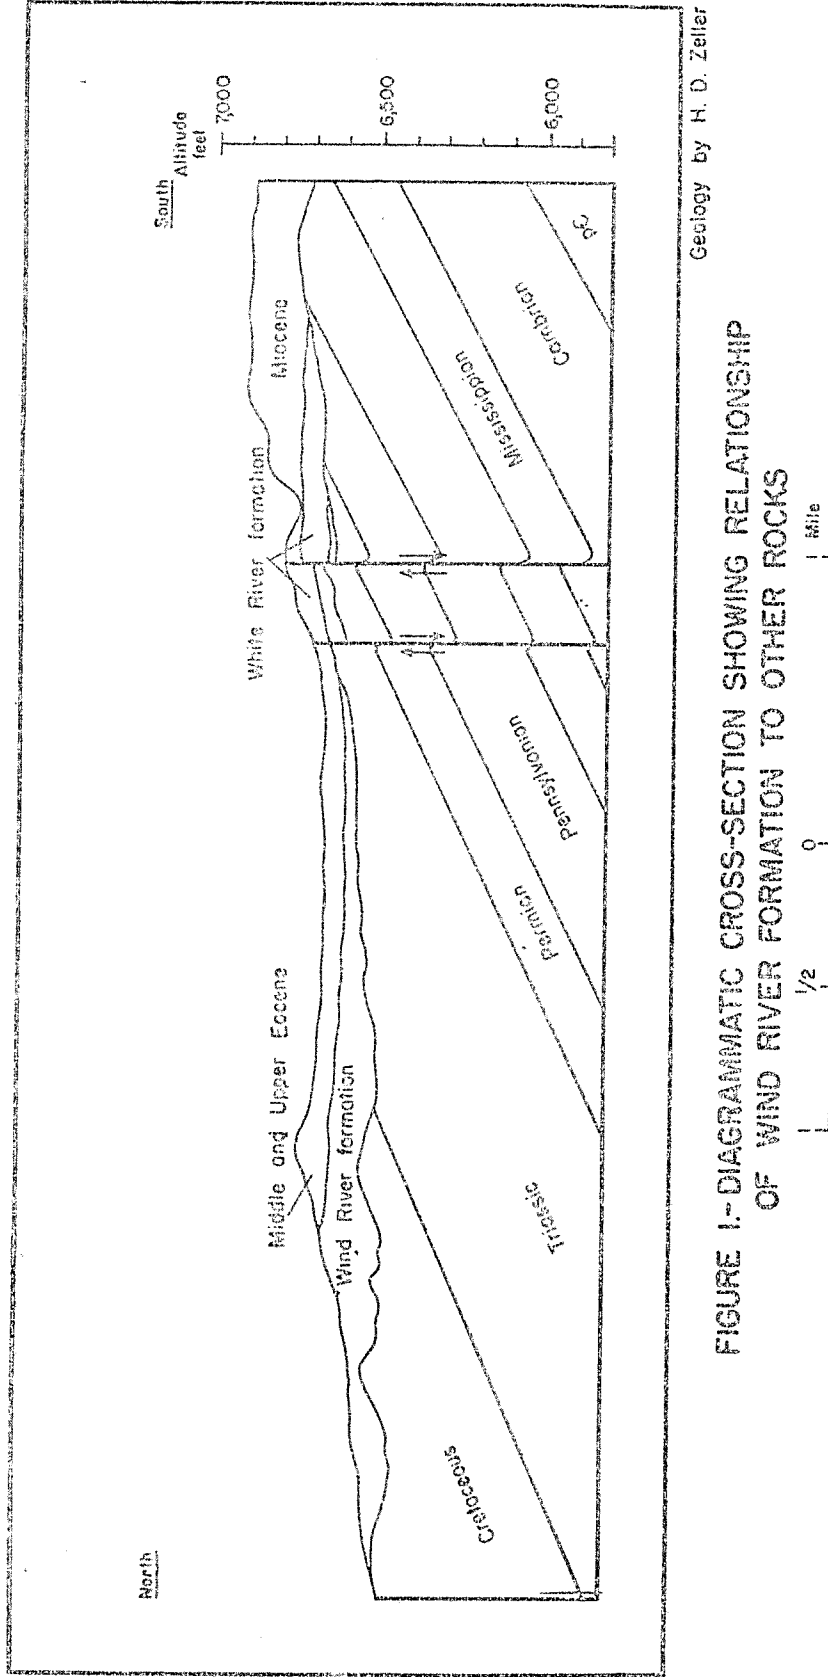 North
South
Altitude
feet
7,000
6,500
6,000
White River formation
Miocene
Middle and Upper Eocene
Wind River formation
Cretaceous
Triassic
Permian
Pennsylvanian
Mississippian
Cambrian
pЄ
Geology by H. D. Zeller
FIGURE 1.-DIAGRAMMATIC CROSS-SECTION SHOWING RELATIONSHIP
OF WIND RIVER FORMATION TO OTHER ROCKS
1/2 0 1 Mile